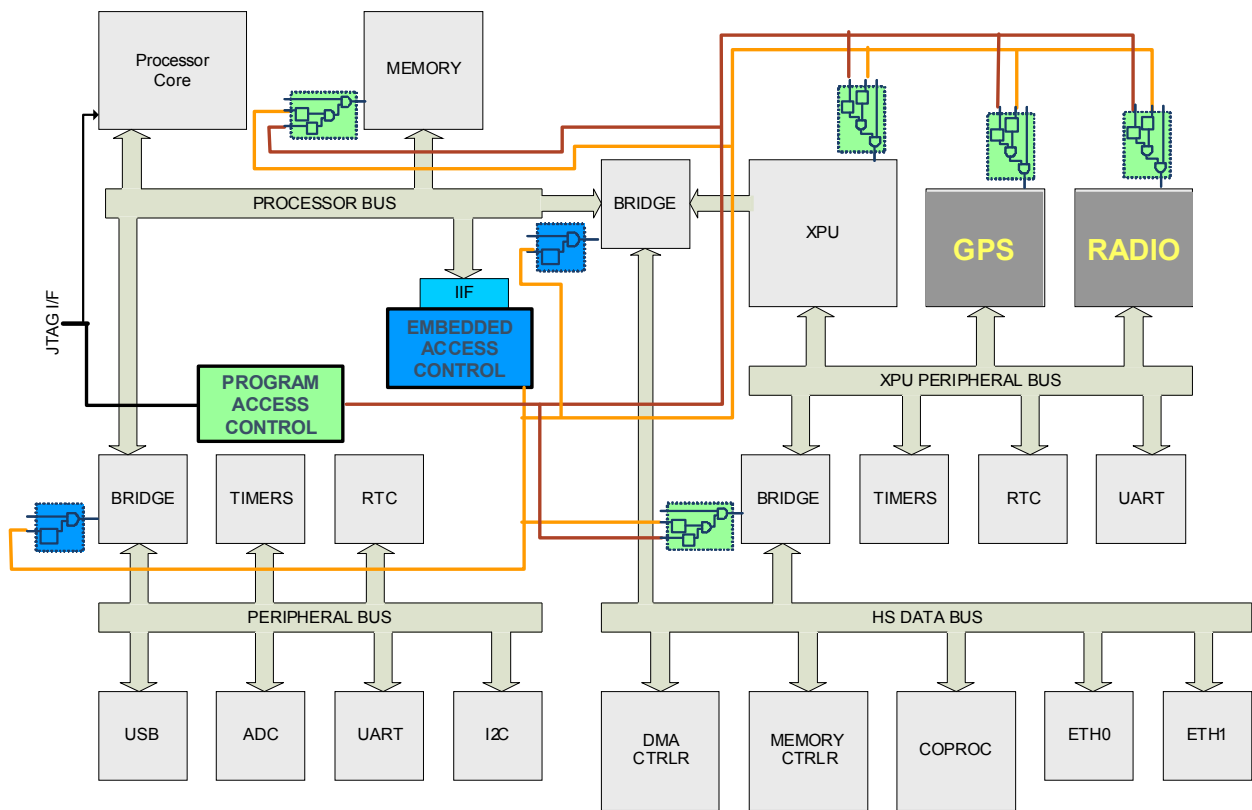 Processor
Core
MEMORY
PROCESSOR BUS
BRIDGE
XPU
GPS
RADIO
IIF
EMBEDDED
ACCESS
CONTROL
JTAG I/F
PROGRAM
ACCESS
CONTROL
XPU PERIPHERAL BUS
BRIDGE
TIMERS
RTC
BRIDGE
TIMERS
RTC
UART
PERIPHERAL BUS
HS DATA BUS
USB
ADC
UART
I2C
DMA
CTRLR
MEMORY
CTRLR
COPROC
ETH0
ETH1